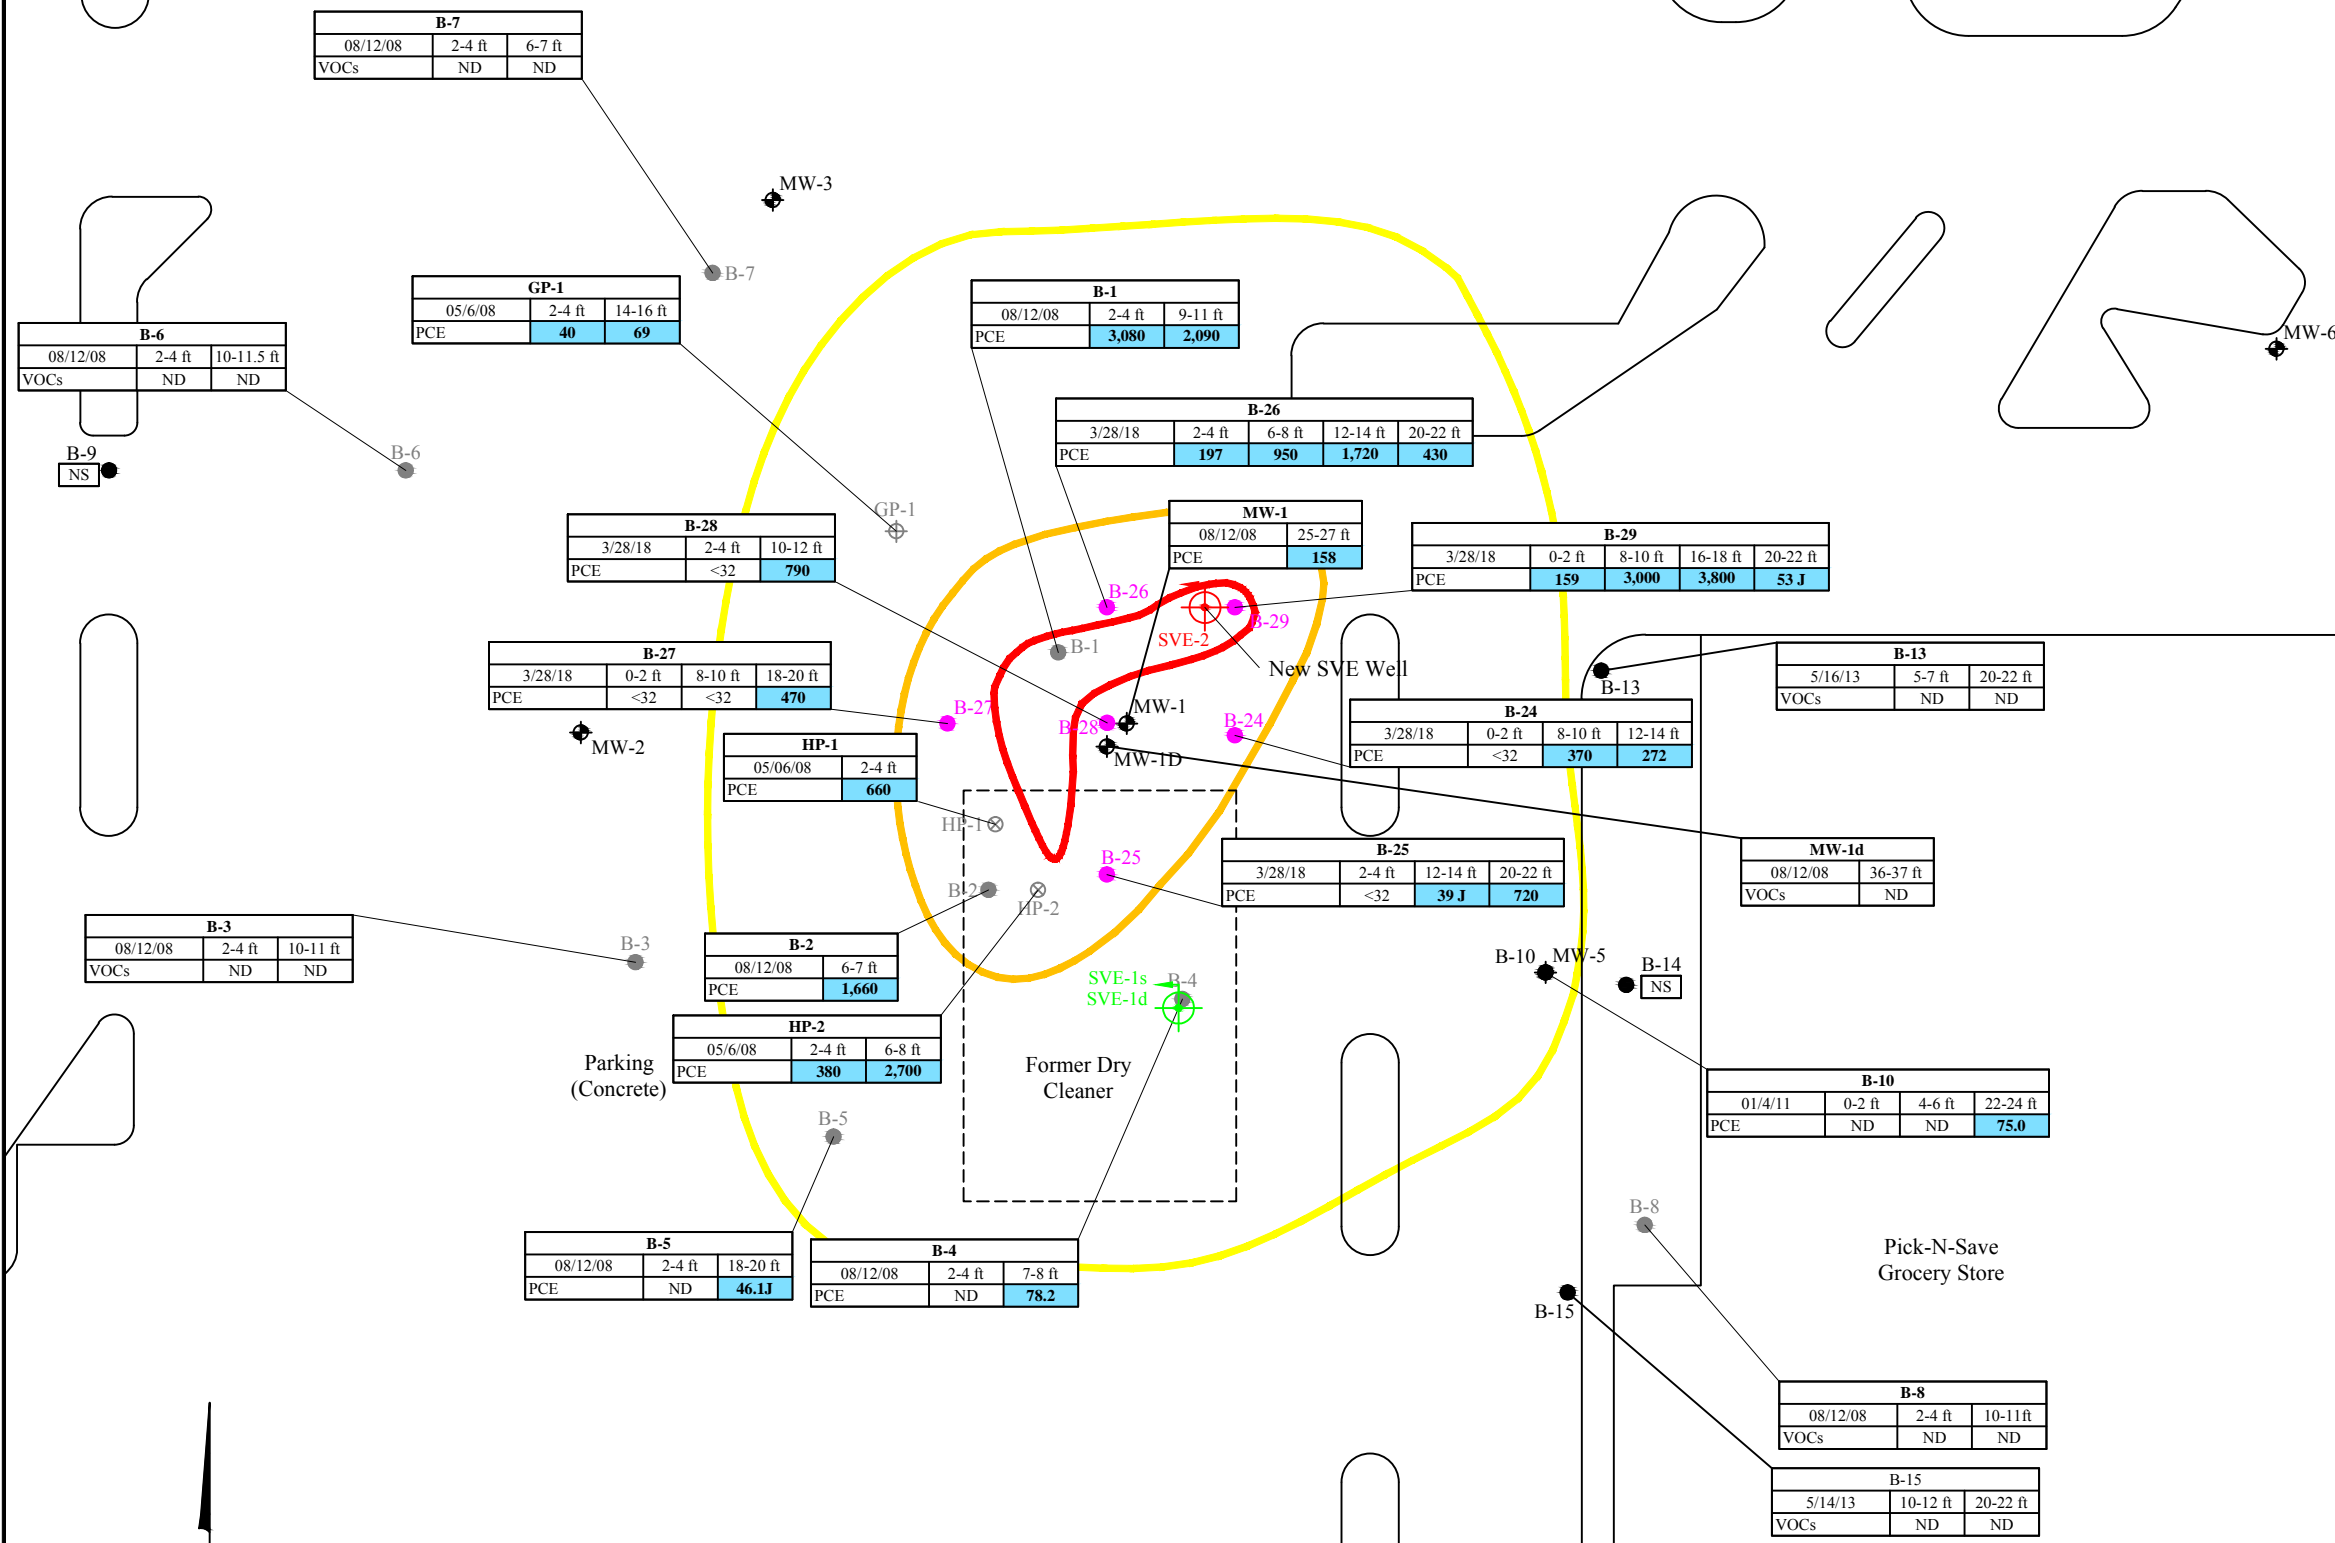 B-7
08/12/08 2-4 ft 6-7 ft
VOCs ND ND
MW-3
B-7
GP-1
05/6/08 2-4 ft 14-16 ft
PCE 40 69
B-1
08/12/08 2-4 ft 9-11 ft
PCE 3,080 2,090
B-6
08/12/08 2-4 ft 10-11.5 ft
VOCs ND ND
MW-6
B-26
3/28/18 2-4 ft 6-8 ft 12-14 ft 20-22 ft
PCE 197 950 1,720 430
B-9
NS
B-6
GP-1
B-28
3/28/18 2-4 ft 10-12 ft
PCE <32 790
MW-1
08/12/08 25-27 ft
PCE 158
B-29
3/28/18 0-2 ft 8-10 ft 16-18 ft 20-22 ft
PCE 159 3,000 3,800 53 J
B-26
B-29
SVE-2
B-1
New SVE Well
B-27
3/28/18 0-2 ft 8-10 ft 18-20 ft
PCE <32 <32 470
B-13
5/16/13 5-7 ft 20-22 ft
VOCs ND ND
B-13
B-27
MW-1
B-28
B-24
MW-1D
MW-2
B-24
3/28/18 0-2 ft 8-10 ft 12-14 ft
PCE <32 370 272
HP-1
05/06/08 2-4 ft
PCE 660
HP-1
B-25
B-25
3/28/18 2-4 ft 12-14 ft 20-22 ft
PCE <32 39 J 720
MW-1d
08/12/08 36-37 ft
VOCs ND
B-2
HP-2
B-3
08/12/08 2-4 ft 10-11 ft
VOCs ND ND
B-3
B-2
08/12/08 6-7 ft
PCE 1,660
B-10 MW-5
B-14
NS
SVE-1s
SVE-1d
B-4
HP-2
05/6/08 2-4 ft 6-8 ft
PCE 380 2,700
Parking
(Concrete)
Former Dry
Cleaner
B-10
01/4/11 0-2 ft 4-6 ft 22-24 ft
PCE ND ND 75.0
B-5
B-8
B-5
08/12/08 2-4 ft 18-20 ft
PCE ND 46.1J
B-4
08/12/08 2-4 ft 7-8 ft
PCE ND 78.2
Pick-N-Save
Grocery Store
B-15
B-8
08/12/08 2-4 ft 10-11ft
VOCs ND ND
B-15
5/14/13 10-12 ft 20-22 ft
VOCs ND ND